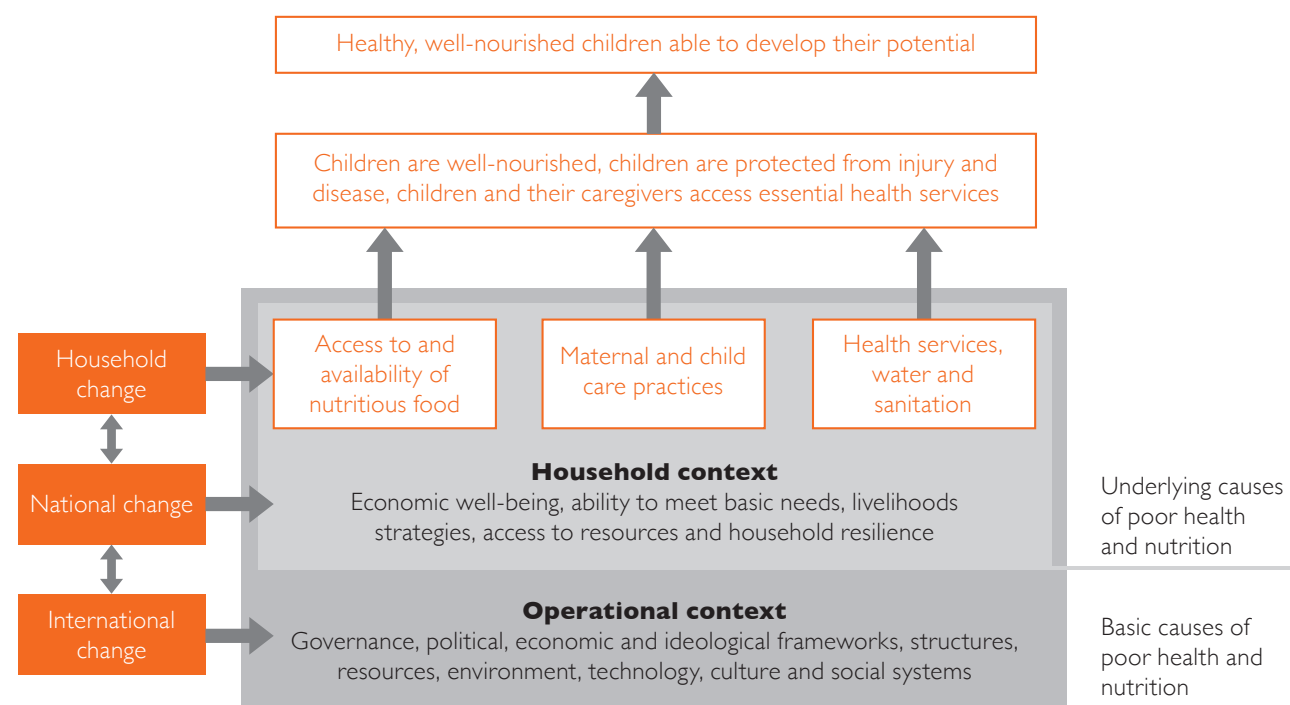 Healthy, well-nourished children able to develop their potential
Children are well-nourished, children are protected from injury and
disease, children and their caregivers access essential health services
Household
change
Access to and
availability of
nutritious food
Maternal and child
care practices
Health services,
water and
sanitation
National change
Household context
Economic well-being, ability to meet basic needs, livelihoods
strategies, access to resources and household resilience
Underlying causes
of poor health
and nutrition
International
change
Operational context
Governance, political, economic and ideological frameworks, structures,
resources, environment, technology, culture and social systems
Basic causes of
poor health and
nutrition